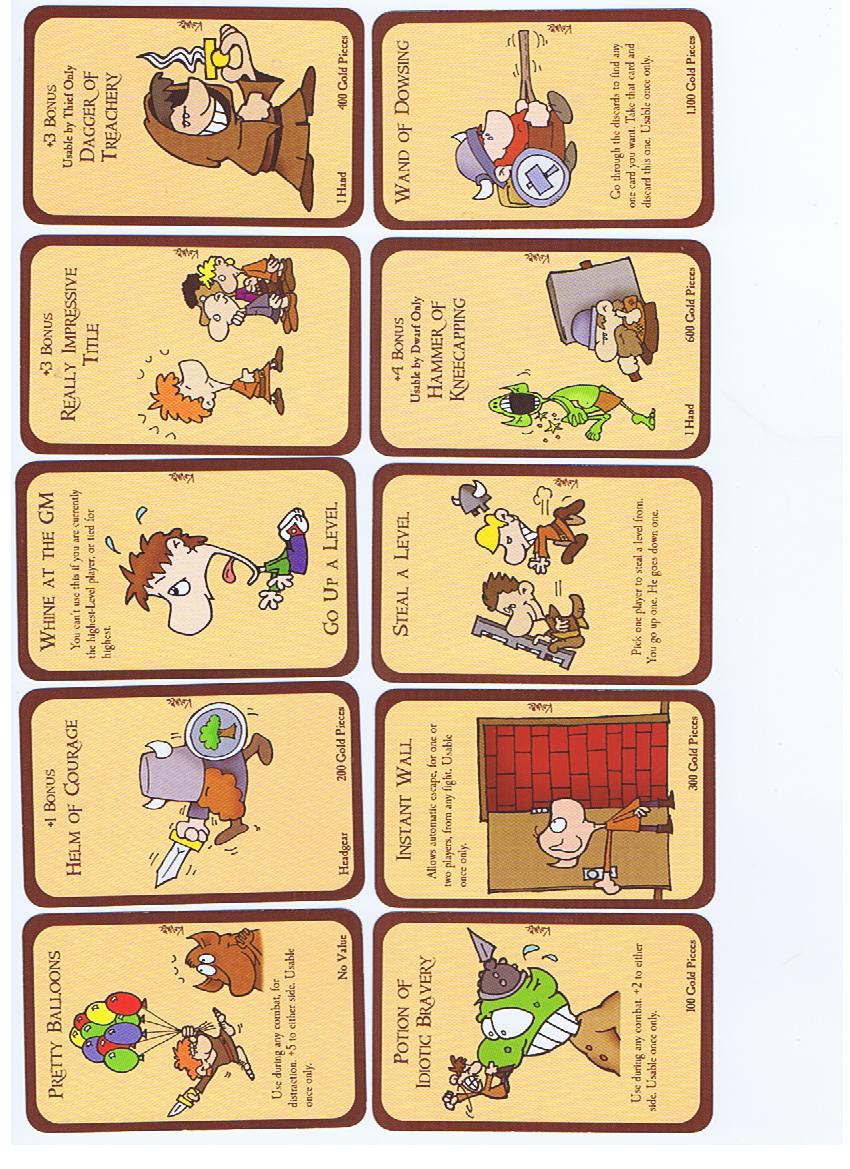 PRETTY BALLOONS
Use during any combat, for
distraction. +5 to either side. Usable
once only.
No Value
+1 BONUS
HELM OF COURAGE
Headgear 200 Gold Pieces
WHINE AT THE GM
You can't use this if you are currently
the highest-Level player, or tied for
highest.
GO UP A LEVEL
+3 BONUS
REALLY IMPRESSIVE
TITLE
+3 BONUS
Usable by Thief Only
DAGGER OF
TREACHERY
1 Hand 400 Gold Pieces
POTION OF
IDIOTIC BRAVERY
Use during any combat. +2 to either
side. Usable once only.
100 Gold Pieces
INSTANT WALL
Allows automatic escape, for one or
two players, from any fight. Usable
once only.
300 Gold Pieces
STEAL A LEVEL
Pick one player to steal a level from.
You go up one. He goes down one.
+4 BONUS
Usable by Dwarf Only
HAMMER OF
KNEECAPPING
1 Hand 600 Gold Pieces
WAND OF DOWSING
Go through the discards to find any
one card you want. Take that card and
discard this one. Usable once only.
1,100 Gold Pieces